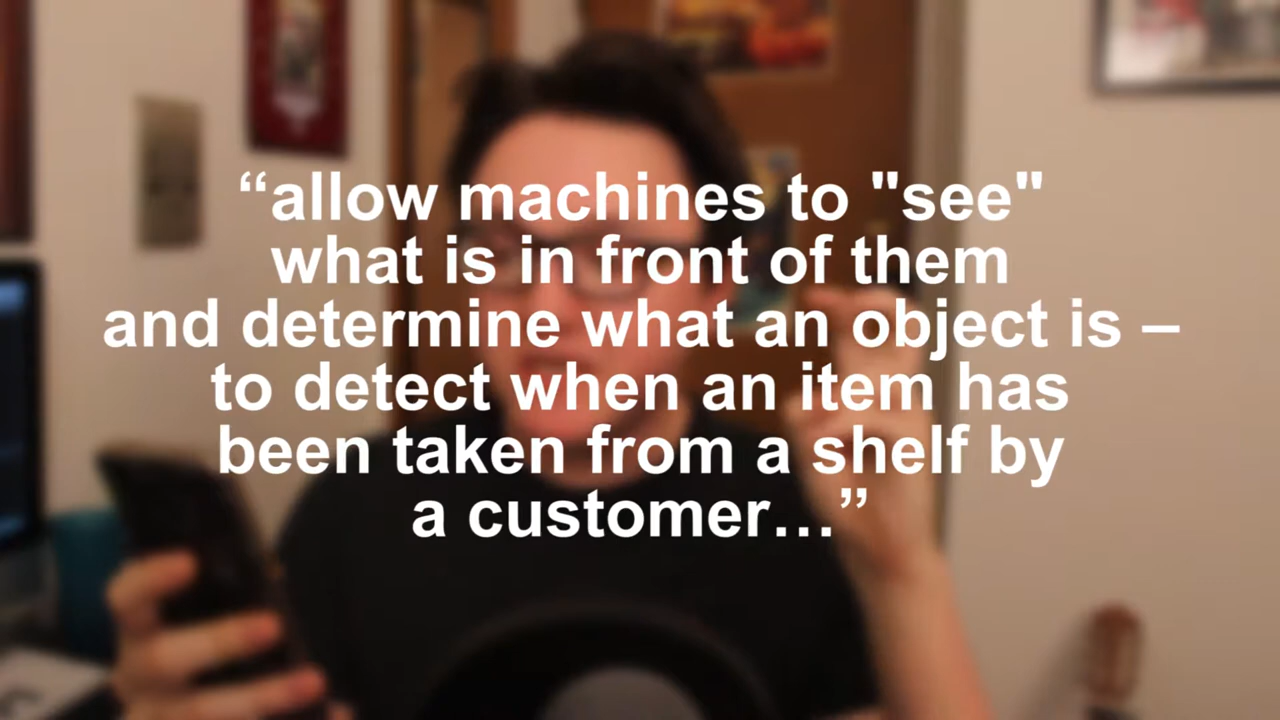 “allow machines to "see"
what is in front of them
and determine what an object is –
to detect when an item has
been taken from a shelf by
a customer…”